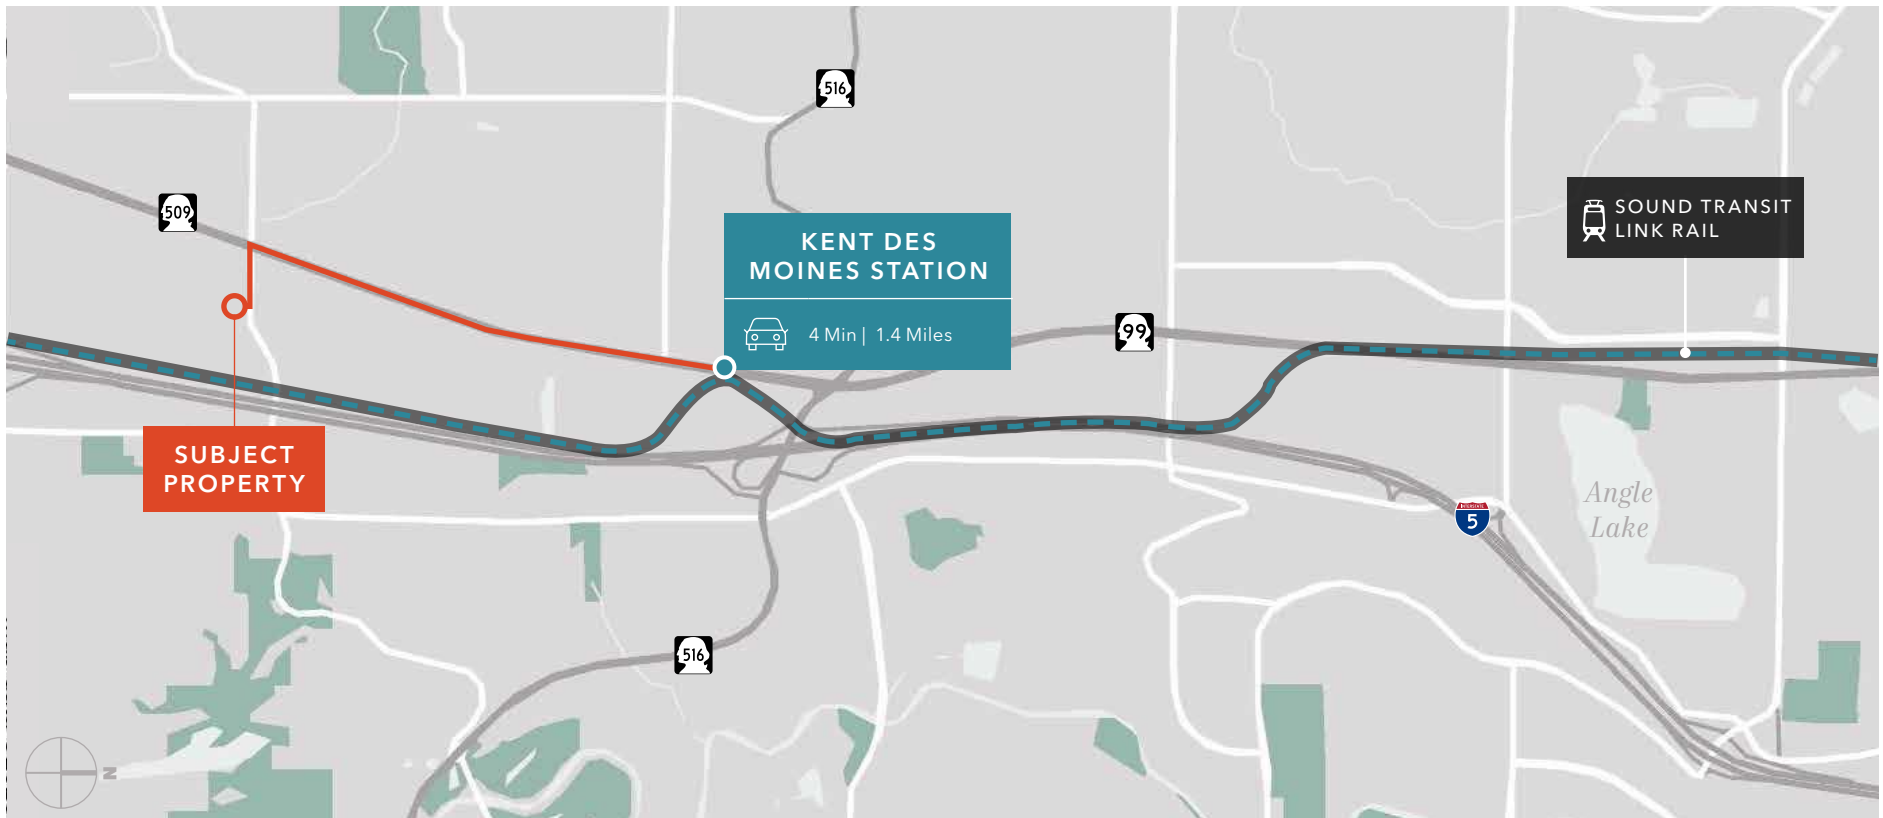 516
509
SOUND TRANSIT
LINK RAIL
KENT DES
MOINES STATION
4 Min | 1.4 Miles
99
SUBJECT
PROPERTY
Angle
Lake
INTERSTATE
5
516
N